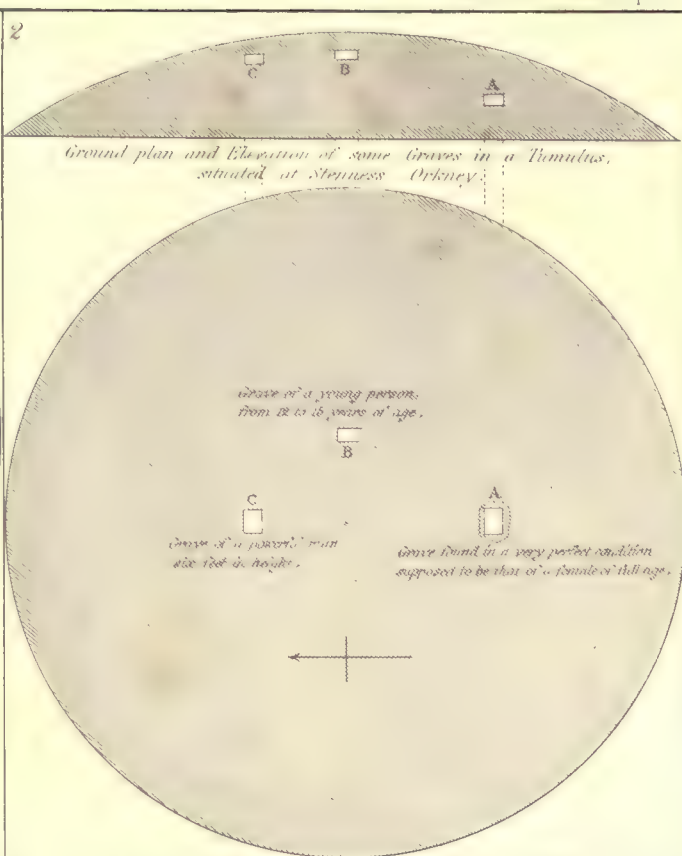 2
C
B
A
Ground plan and Elevation of some Graves in a Tumulus,
situated at Stenness Orkney.
Grave of a young person,
from 12 to 15 years of age.
B
C
A
Grave of a powerful man
six feet in height.
Grave found in a very perfect condition
supposed to be that of a female of full age.